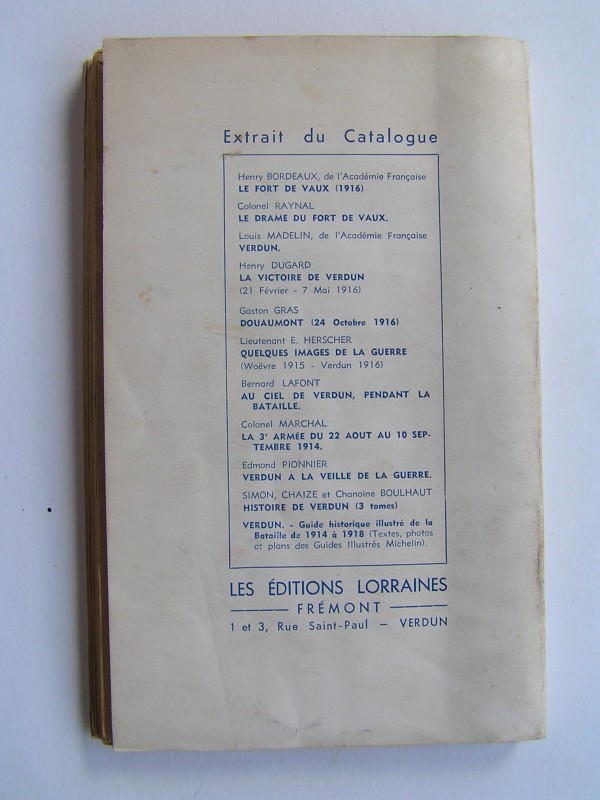 Extrait du Catalogue
Henry BORDEAUX, de l'Académie Française
LE FORT DE VAUX (1916)
Colonel RAYNAL
LE DRAME DU FORT DE VAUX.
Louis MADELIN, de l'Académie Française
VERDUN.
Henry DUGARD
LA VICTOIRE DE VERDUN
(21 Février - 7 Mai 1916)
Gaston GRAS
DOUAUMONT (24 Octobre 1916)
Lieutenant E. HERSCHER
QUELQUES IMAGES DE LA GUERRE
(Woëvre 1915 - Verdun 1916)
Bernard LAFONT
AU CIEL DE VERDUN, PENDANT LA
BATAILLE.
Colonel MARCHAL
LA 3e ARMÉE DU 22 AOUT AU 10 SEP-
TEMBRE 1914.
Edmond PIONNIER
VERDUN A LA VEILLE DE LA GUERRE.
SIMON, CHAIZE et Chanoine BOULHAUT
HISTOIRE DE VERDUN (3 tomes)
VERDUN. - Guide historique illustré de la
Bataille de 1914 à 1918 (Textes, photos
et plans des Guides Illustrés Michelin).
LES ÉDITIONS LORRAINES
FRÉMONT
1 et 3, Rue Saint-Paul — VERDUN